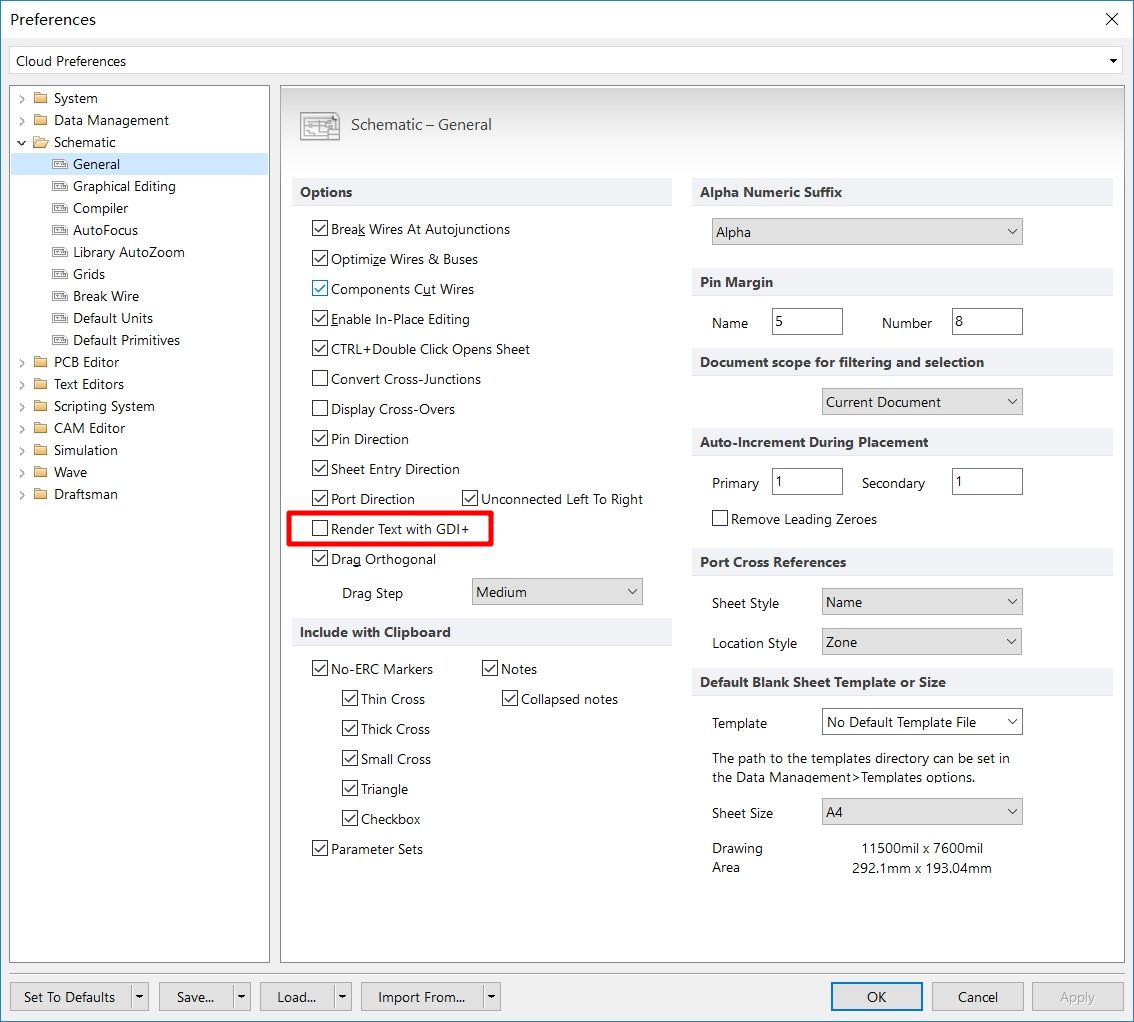 Preferences
Cloud Preferences
System
Data Management
Schematic
General
Graphical Editing
Compiler
AutoFocus
Library AutoZoom
Grids
Break Wire
Default Units
Default Primitives
PCB Editor
Text Editors
Scripting System
CAM Editor
Simulation
Wave
Draftsman
Schematic – General
Options
Break Wires At Autojunctions
Optimize Wires & Buses
Components Cut Wires
Enable In-Place Editing
CTRL+Double Click Opens Sheet
Convert Cross-Junctions
Display Cross-Overs
Pin Direction
Sheet Entry Direction
Port Direction Unconnected Left To Right
Render Text with GDI+
Drag Orthogonal
Drag Step Medium
Include with Clipboard
No-ERC Markers Notes
Thin Cross Collapsed notes
Thick Cross
Small Cross
Triangle
Checkbox
Parameter Sets
Alpha Numeric Suffix
Alpha
Pin Margin
Name 5 Number 8
Document scope for filtering and selection
Current Document
Auto-Increment During Placement
Primary 1 Secondary 1
Remove Leading Zeroes
Port Cross References
Sheet Style Name
Location Style Zone
Default Blank Sheet Template or Size
Template No Default Template File
The path to the templates directory can be set in
the Data Management>Templates options.
Sheet Size A4
Drawing 11500mil x 7600mil
Area 292.1mm x 193.04mm
Set To Defaults Save... Load... Import From... OK Cancel Apply